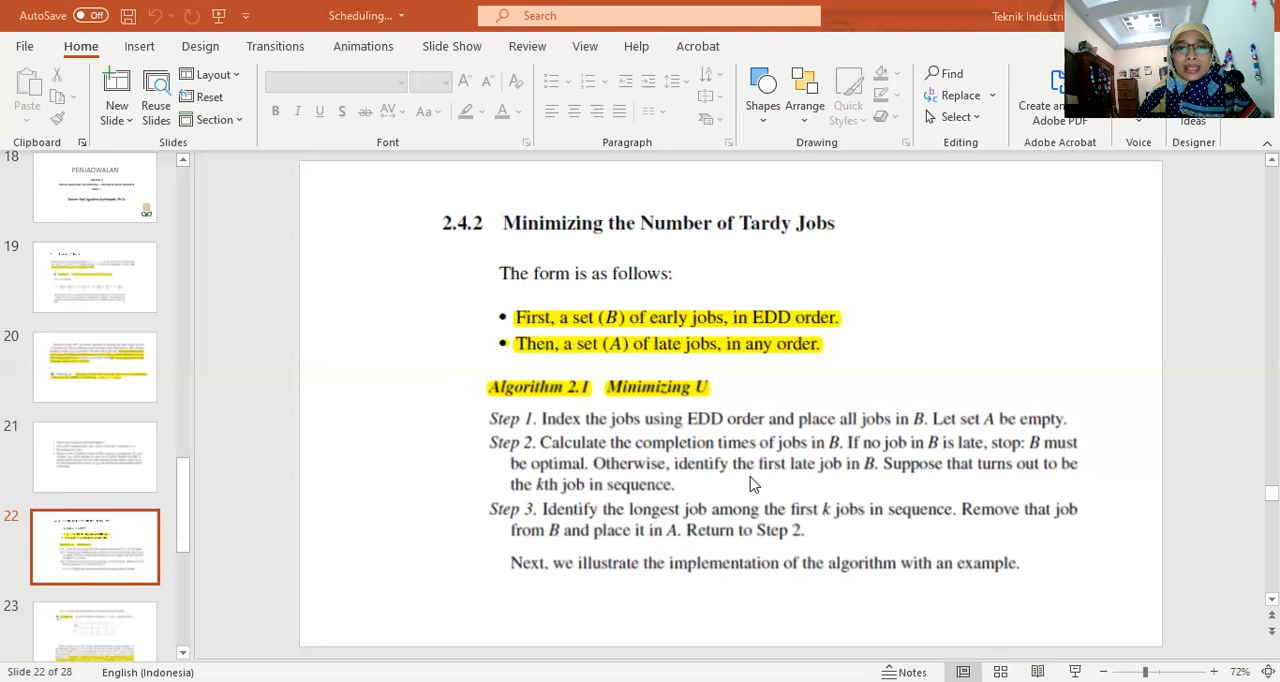 AutoSave Off
Scheduling...
Search
Teknik Industri
File Home Insert Design Transitions Animations Slide Show Review View Help Acrobat
Paste
New Slide
Reuse Slides
Layout
Reset
Section
Shapes
Arrange
Quick Styles
Find
Replace
Select
Create an
Adobe PDF
Ideas
Clipboard Slides Font Paragraph Drawing Editing Adobe Acrobat Voice Designer
18
PENJADWALAN
19
20
21
22
23
2.4.2 Minimizing the Number of Tardy Jobs
The form is as follows:
• First, a set (B) of early jobs, in EDD order.
• Then, a set (A) of late jobs, in any order.
Algorithm 2.1 Minimizing U
Step 1. Index the jobs using EDD order and place all jobs in B. Let set A be empty.
Step 2. Calculate the completion times of jobs in B. If no job in B is late, stop: B must
be optimal. Otherwise, identify the first late job in B. Suppose that turns out to be
the kth job in sequence.
Step 3. Identify the longest job among the first k jobs in sequence. Remove that job
from B and place it in A. Return to Step 2.
Next, we illustrate the implementation of the algorithm with an example.
Slide 22 of 28 English (Indonesia) Notes 72%